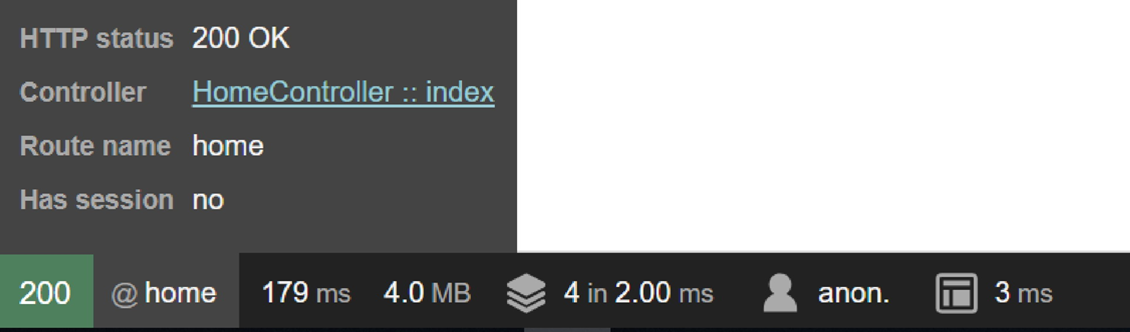 HTTP status 200 OK
Controller HomeController :: index
Route name home
Has session no
200 @ home 179 ms 4.0 MB 4 in 2.00 ms anon. 3 ms